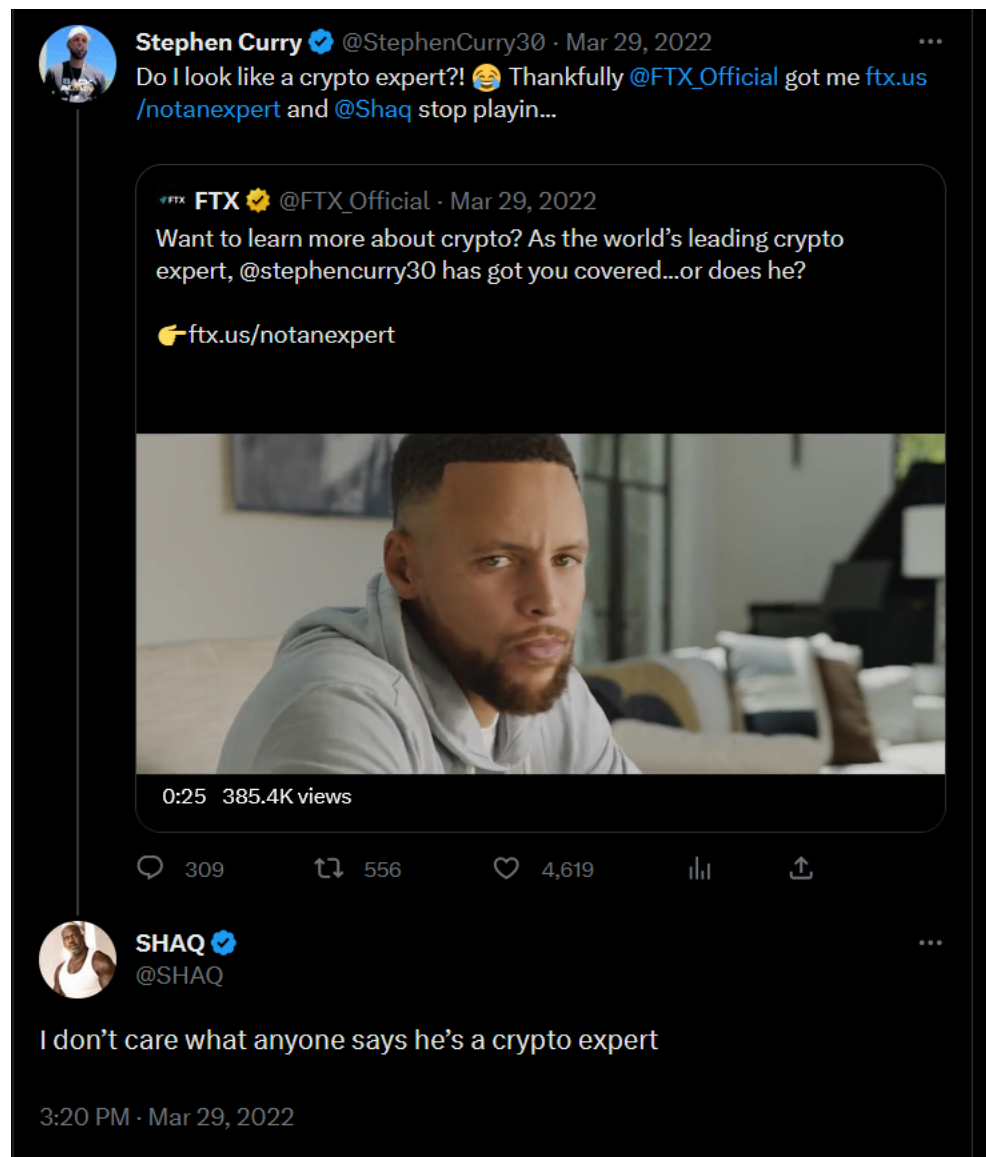 Stephen Curry @StephenCurry30 · Mar 29, 2022
Do I look like a crypto expert?! 😂 Thankfully @FTX_Official got me ftx.us
/notanexpert and @Shaq stop playin...
FTX FTX @FTX_Official · Mar 29, 2022
Want to learn more about crypto? As the world’s leading crypto
expert, @stephencurry30 has got you covered...or does he?
👉ftx.us/notanexpert
0:25 385.4K views
309 556 4,619
SHAQ
@SHAQ
I don’t care what anyone says he’s a crypto expert
3:20 PM · Mar 29, 2022